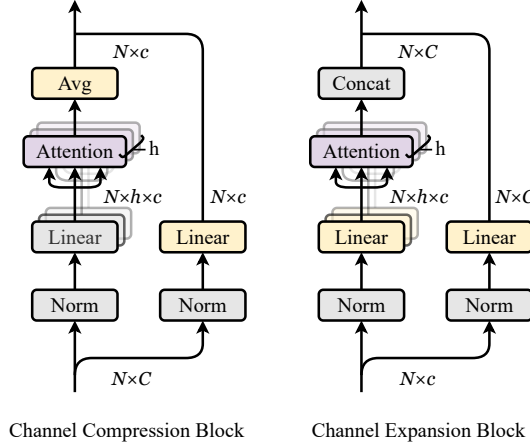 N×c
Avg
Attention
h
N×h×c
N×c
Linear
Linear
Norm
Norm
N×C
Channel Compression Block
N×C
Concat
Attention
h
N×h×c
N×C
Linear
Linear
Norm
Norm
N×c
Channel Expansion Block